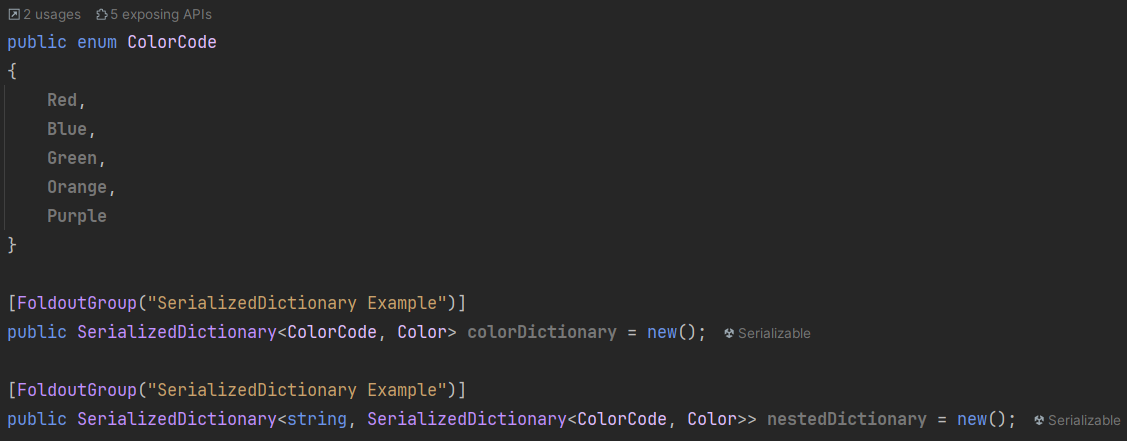 2 usages 5 exposing APIs
public enum ColorCode
{
Red,
Blue,
Green,
Orange,
Purple
}
[FoldoutGroup("SerializedDictionary Example")]
public SerializedDictionary<ColorCode, Color> colorDictionary = new(); Serializable
[FoldoutGroup("SerializedDictionary Example")]
public SerializedDictionary<string, SerializedDictionary<ColorCode, Color>> nestedDictionary = new(); Serializable